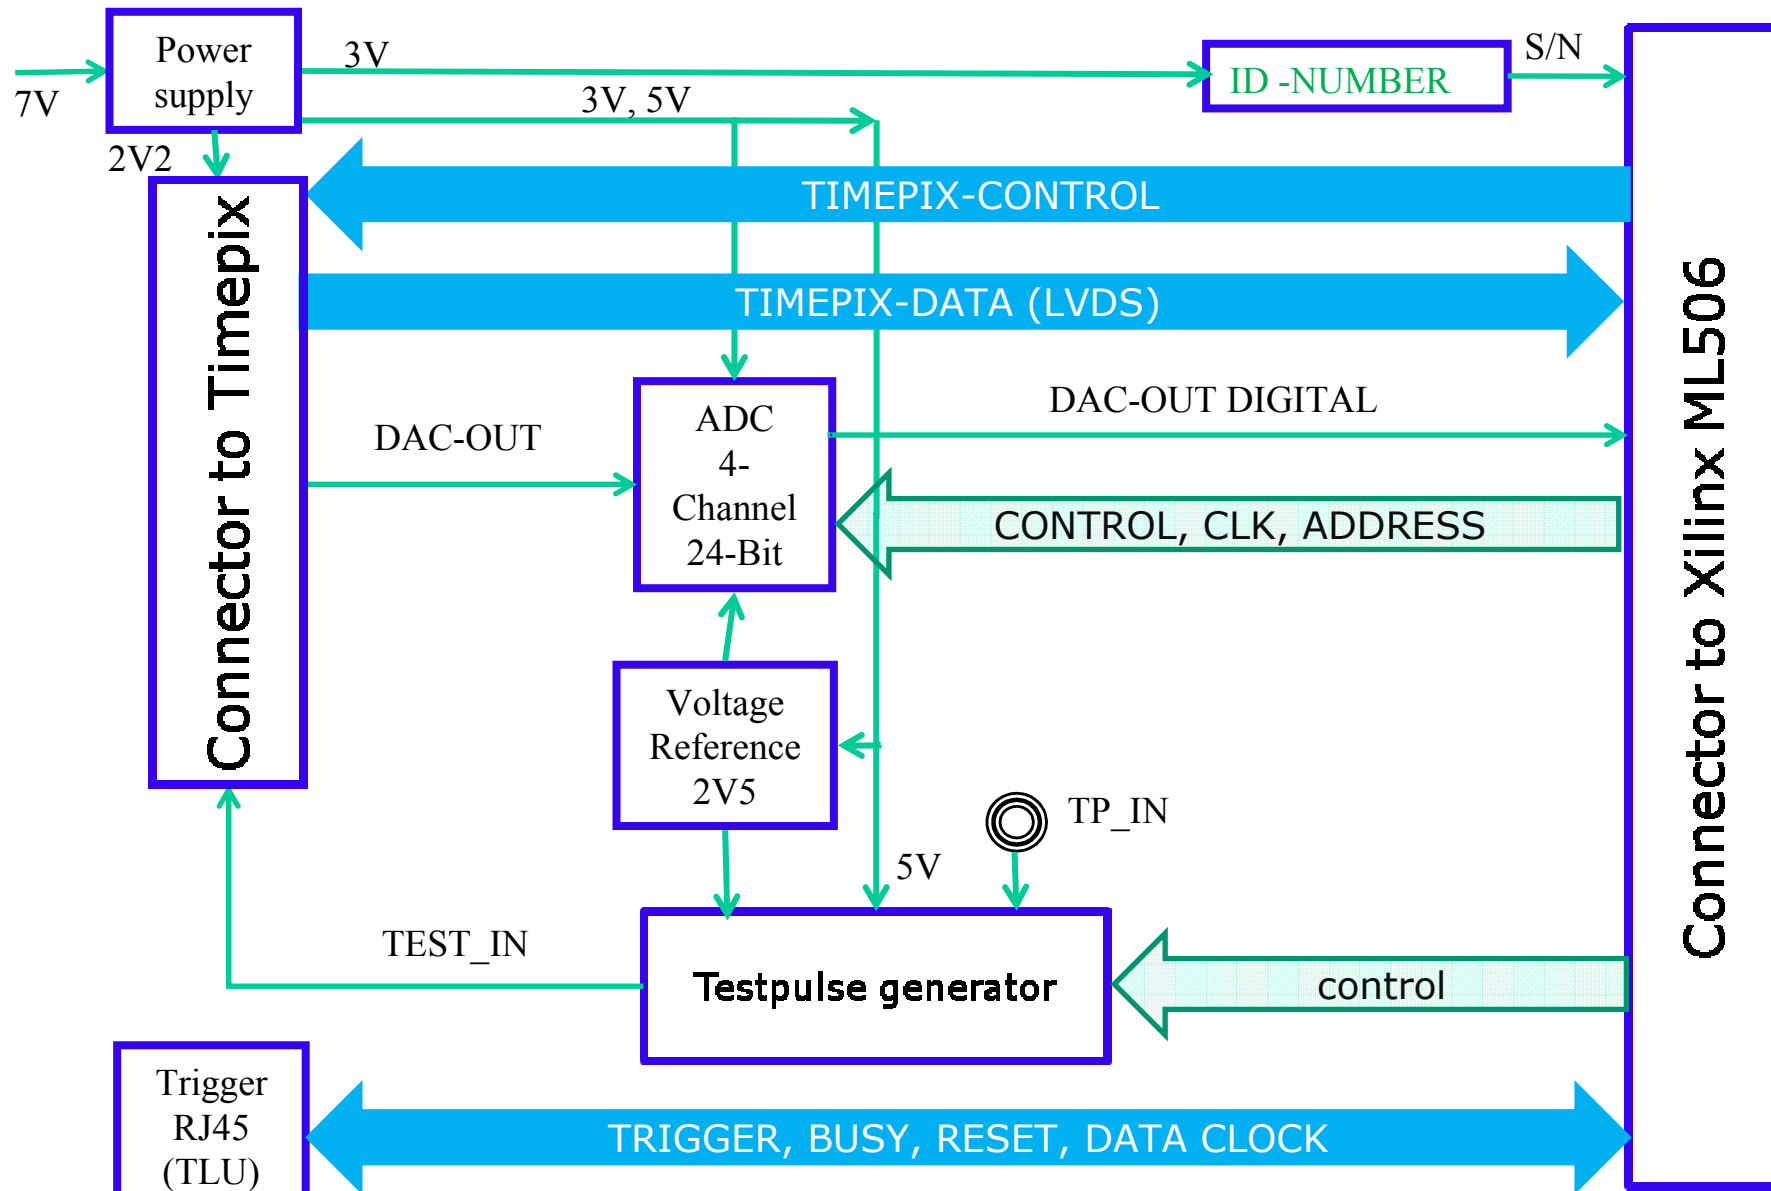 Power
supply
3V
S/N
ID -NUMBER
7V
3V, 5V
2V2
TIMEPIX-CONTROL
TIMEPIX-DATA (LVDS)
Connector to Timepix
Connector to Xilinx ML506
DAC-OUT
ADC
4-
Channel
24-Bit
DAC-OUT DIGITAL
CONTROL, CLK, ADDRESS
Voltage
Reference
2V5
TP_IN
5V
TEST_IN
Testpulse generator
control
Trigger
RJ45
(TLU)
TRIGGER, BUSY, RESET, DATA CLOCK